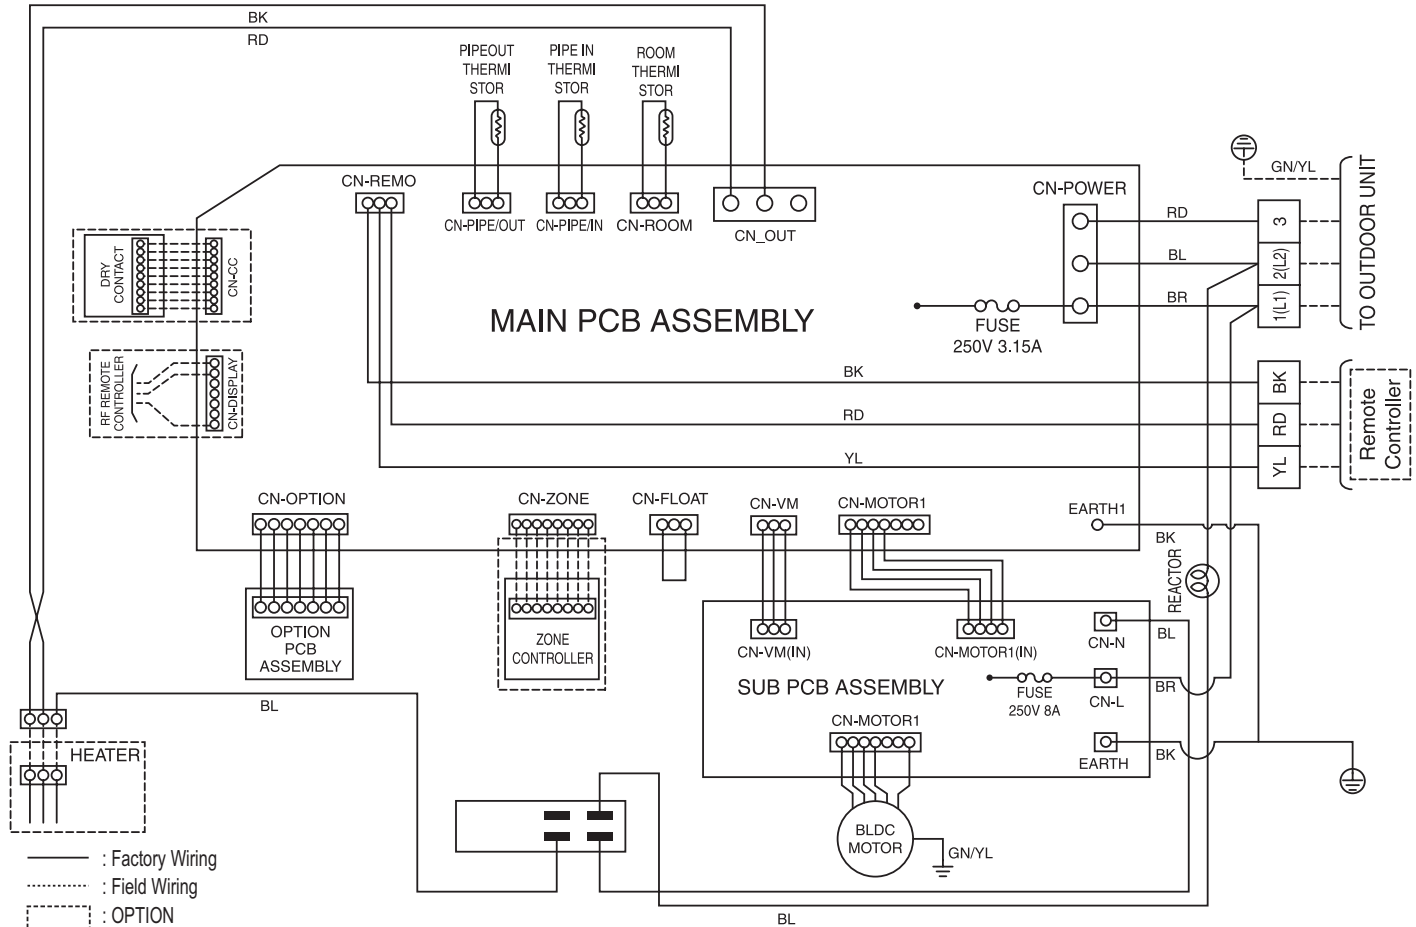 BK
RD
PIPEOUT
THERMI
STOR
PIPE IN
THERMI
STOR
ROOM
THERMI
STOR
GN/YL
TO OUTDOOR UNIT
CN-REMO
CN-POWER
CN-PIPE/OUT
CN-PIPE/IN
CN-ROOM
CN_OUT
RD
3
BL
2(L2)
BR
1(L1)
DRY
CONTACT
CN-CC
MAIN PCB ASSEMBLY
FUSE
250V 3.15A
RF REMOTE
CONTROLLER
CN-DISPLAY
BK
BK
RD
RD
YL
YL
Remote
Controller
CN-OPTION
CN-ZONE
CN-FLOAT
CN-VM
CN-MOTOR1
EARTH1
BK
REACTOR
OPTION
PCB
ASSEMBLY
ZONE
CONTROLLER
CN-VM(IN)
CN-MOTOR1(IN)
CN-N
BL
SUB PCB ASSEMBLY
FUSE
250V 8A
CN-L
BR
BL
CN-MOTOR1
EARTH
BK
HEATER
BLDC
MOTOR
GN/YL
: Factory Wiring
: Field Wiring
: OPTION
BL